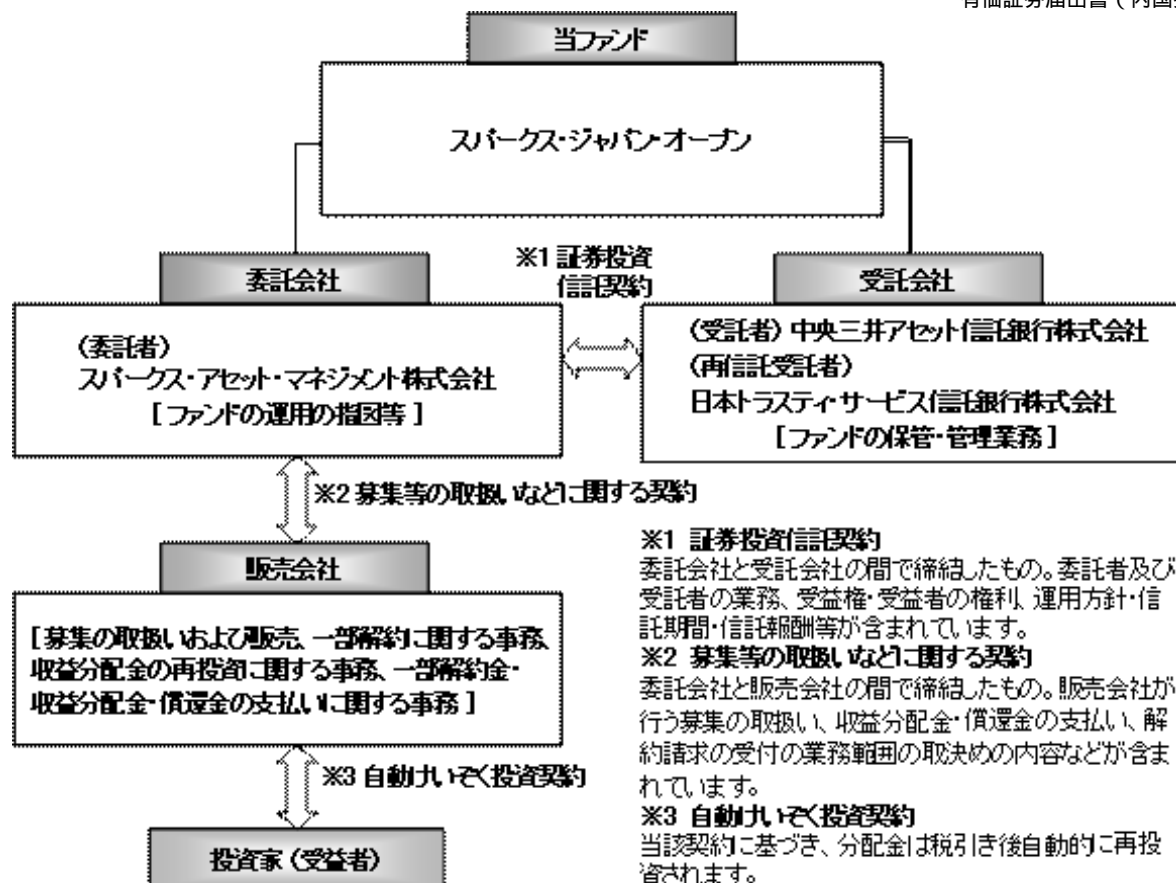 有価証券届出書（内国
当ファンド
スパークス・ジャパン・オープン
※1 証券投資
信託契約
委託会社
受託会社
（委託者）
スパークス・アセット・マネジメント株式会社
［ファンドの運用の指図等］
（受託者）中央三井アセット信託銀行株式会社
（再信託受託者）
日本トラスティ・サービス信託銀行株式会社
［ファンドの保管・管理業務］
※2 募集等の取扱いなどに関する契約
販売会社
［募集の取扱いおよび販売、一部解約に関する事務、
収益分配金の再投資に関する事務、一部解約金・
収益分配金・償還金の支払いに関する事務］
※3 自動けいぞく投資契約
投資家（受益者）
※1 証券投資信託契約
委託会社と受託会社の間で締結したもの。委託者及び
受託者の業務、受益権・受益者の権利、運用方針・信
託期間・信託報酬等が含まれています。
※2 募集等の取扱いなどに関する契約
委託会社と販売会社の間で締結したもの。販売会社が
行う募集の取扱い、収益分配金・償還金の支払い、解
約請求の受付の業務範囲の取決めの内容などが含ま
れています。
※3 自動けいぞく投資契約
当該契約に基づき、分配金は税引き後自動的に再投
資されます。